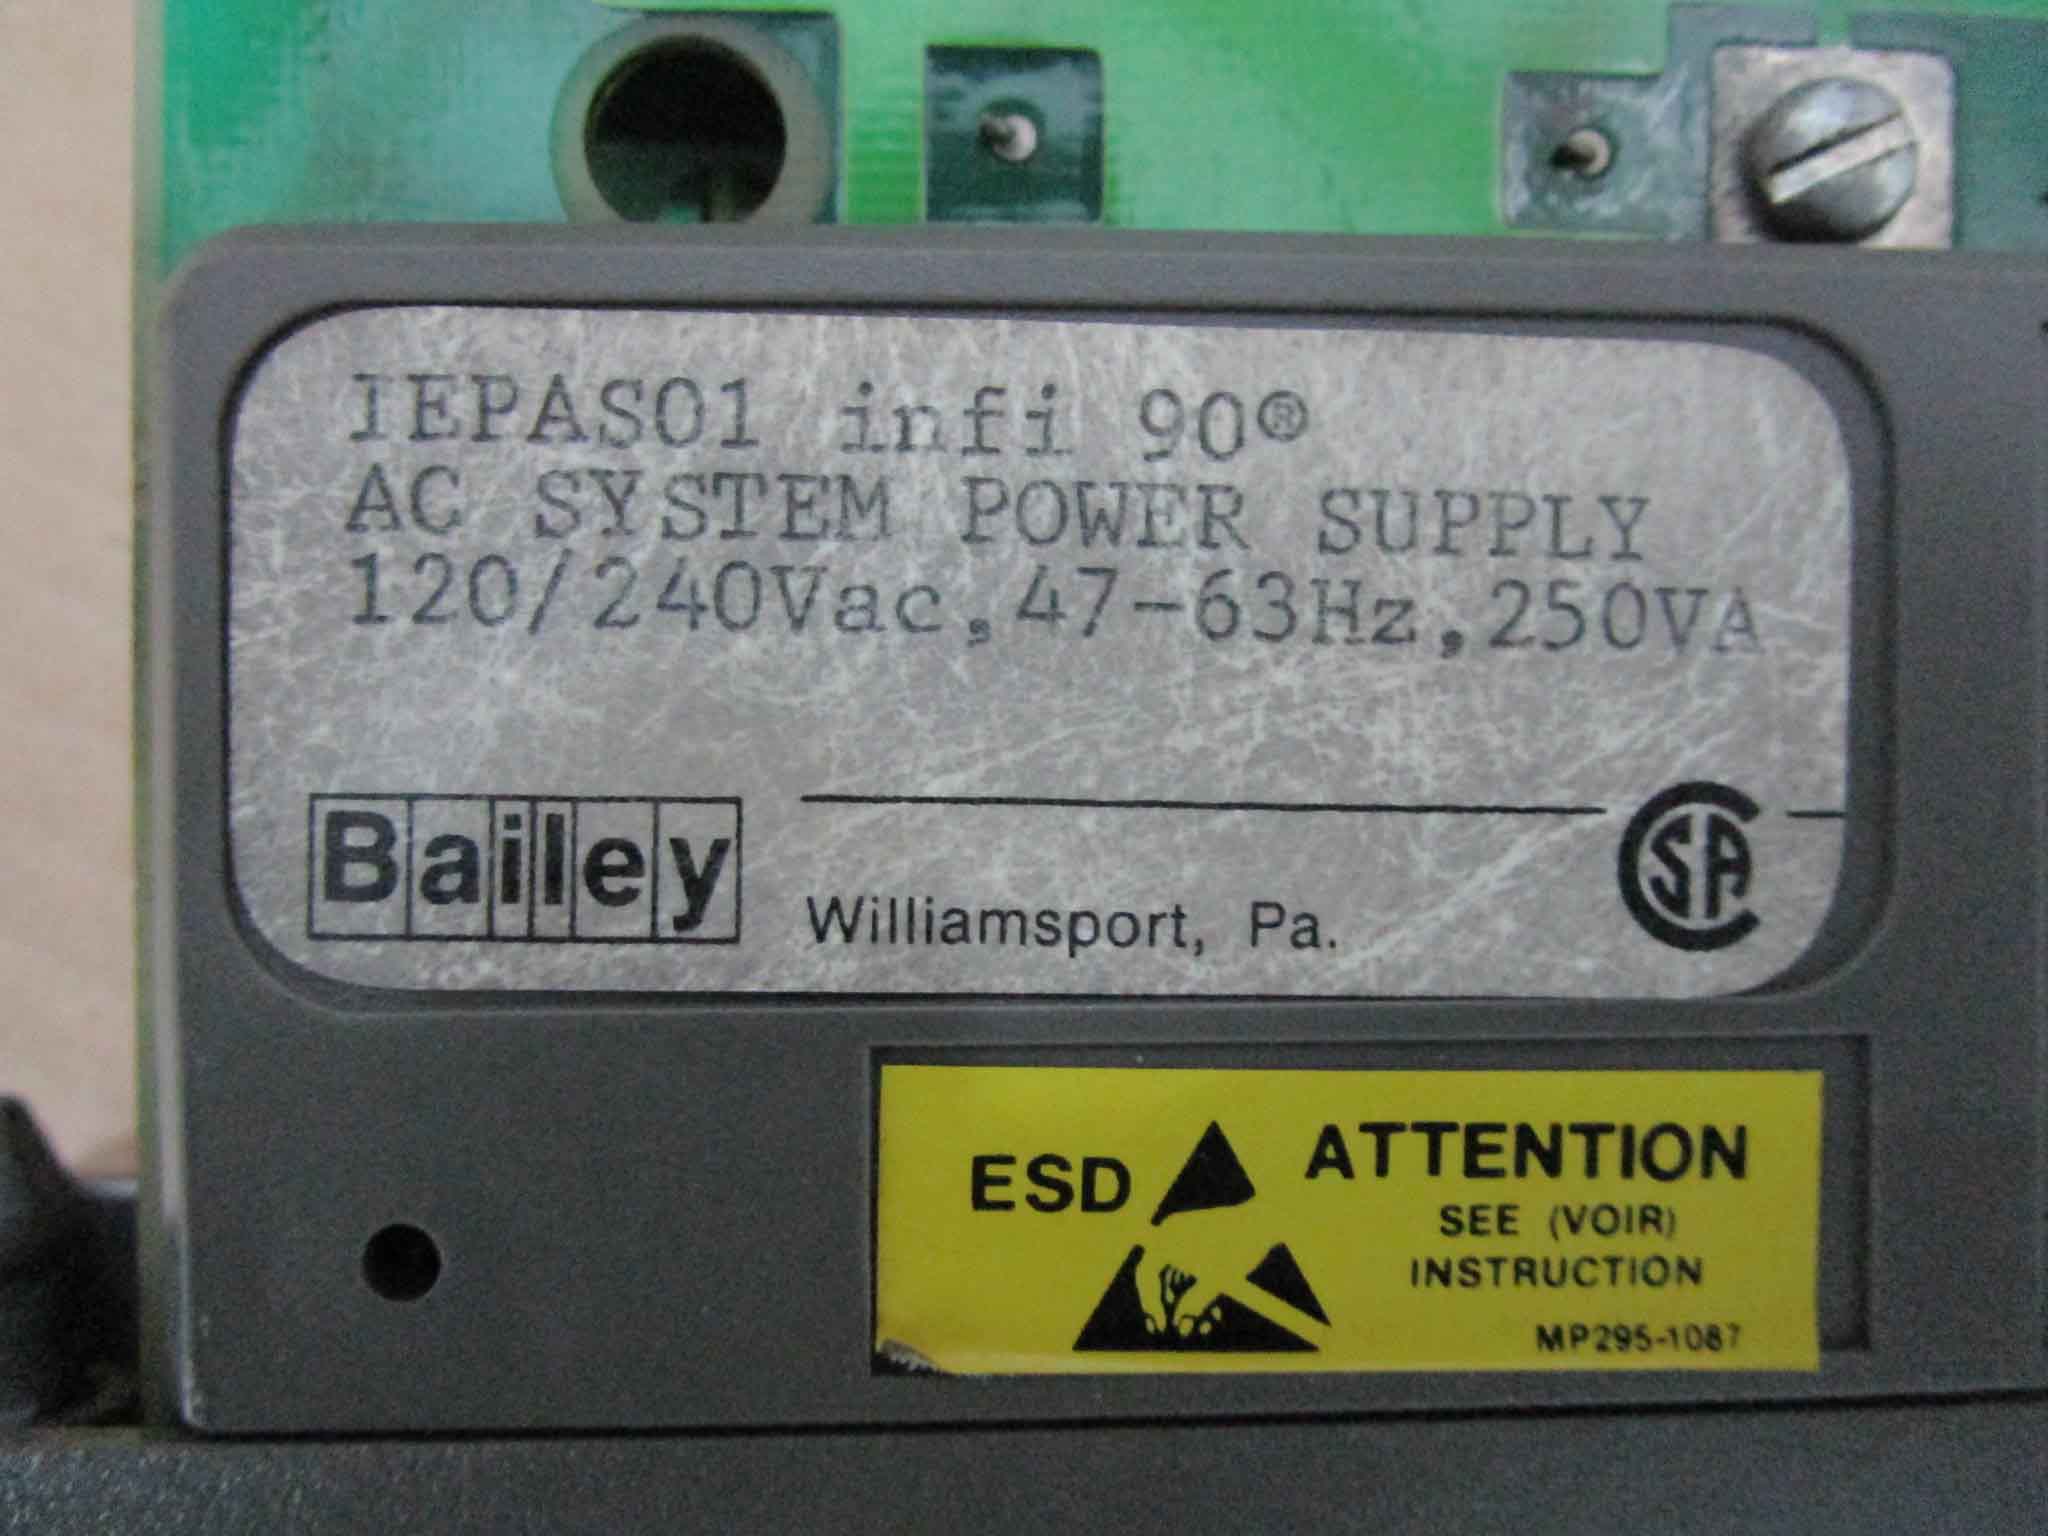 IEPAS01 infi 90®
AC SYSTEM POWER SUPPLY
120/240Vac, 47-63Hz, 250VA
Bailey
Williamsport, Pa.
CSA
ESD
ATTENTION
SEE (VOIR)
INSTRUCTION
MP295-1087